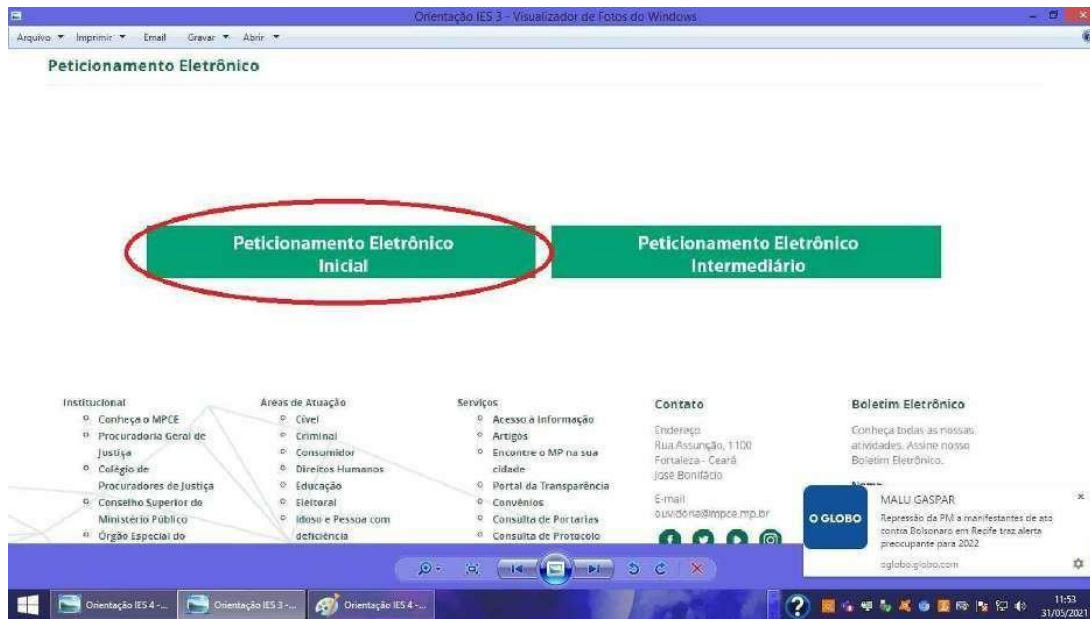 Orientação IES 3 - Visualizador de Fotos do Windows
Arquivo Imprimir Email Gravar Abrir
Peticionamento Eletrônico
Peticionamento Eletrônico
Inicial
Peticionamento Eletrônico
Intermediário
Institucional
Conheça o MPCE
Procuradoria Geral de
Justiça
Colégio de
Procuradores de Justiça
Conselho Superior do
Ministério Público
Órgão Especial do
Áreas de Atuação
Cível
Criminal
Consumidor
Direitos Humanos
Educação
Eleitoral
Idoso e Pessoa com
deficiência
Serviços
Acesso à Informação
Artigos
Encontre o MP na sua
cidade
Portal da Transparência
Convênios
Consulta de Portarias
Consulta de Protocolo
Contato
Endereço
Rua Assunção, 1100
Fortaleza - Ceará
José Bonifácio
E-mail
ouvidoria@mpce.mp.br
Boletim Eletrônico
Conheça todas as nossas
atividades. Assine nosso
Boletim Eletrônico.
Nome
O GLOBO
MALU GASPAR
Repressão da PM a manifestantes de ato
contra Bolsonaro em Recife traz alerta
preocupante para 2022
oglobo.globo.com
Orientação IES 4 -... Orientação IES 3 -... Orientação IES 4 -...
11:53
31/05/2021